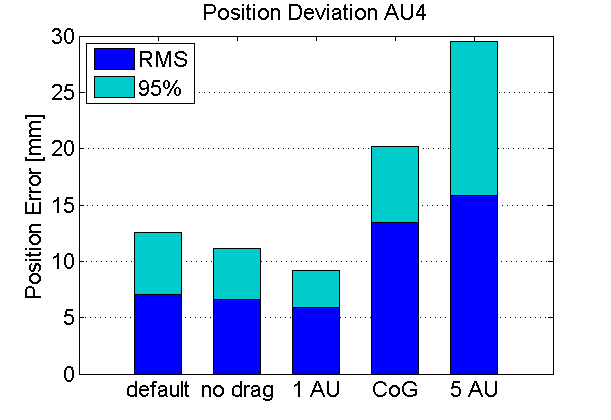 Position Deviation AU4
30
25
20
15
10
5
0
Position Error [mm]
RMS
95%
default no drag 1 AU CoG 5 AU